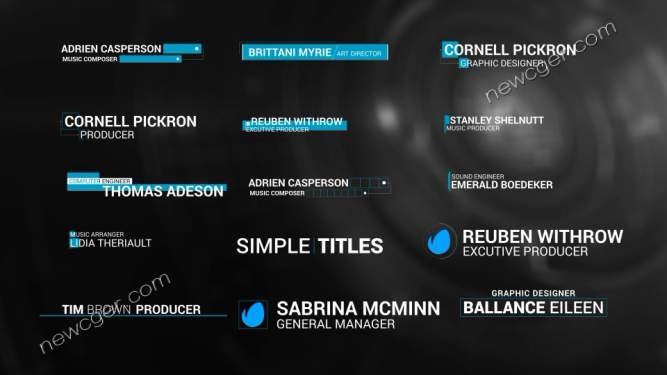 ADRIEN CASPERSON
MUSIC COMPOSER
BRITTANI MYRIE ART DIRECTOR
CORNELL PICKRON
GRAPHIC DESIGNER
newcger.com
CORNELL PICKRON
PRODUCER
REUBEN WITHROW
EXCUTIVE PRODUCER
STANLEY SHELNUTT
MUSIC PRODUCER
COMPUTER ENGINEER
THOMAS ADESON
ADRIEN CASPERSON
MUSIC COMPOSER
SOUND ENGINEER
EMERALD BOEDEKER
MUSIC ARRANGER
LIDIA THERIAULT
SIMPLE TITLES
REUBEN WITHROW
EXCUTIVE PRODUCER
TIM BROWN PRODUCER
newcger.com
SABRINA MCMINN
GENERAL MANAGER
GRAPHIC DESIGNER
BALLANCE EILEEN